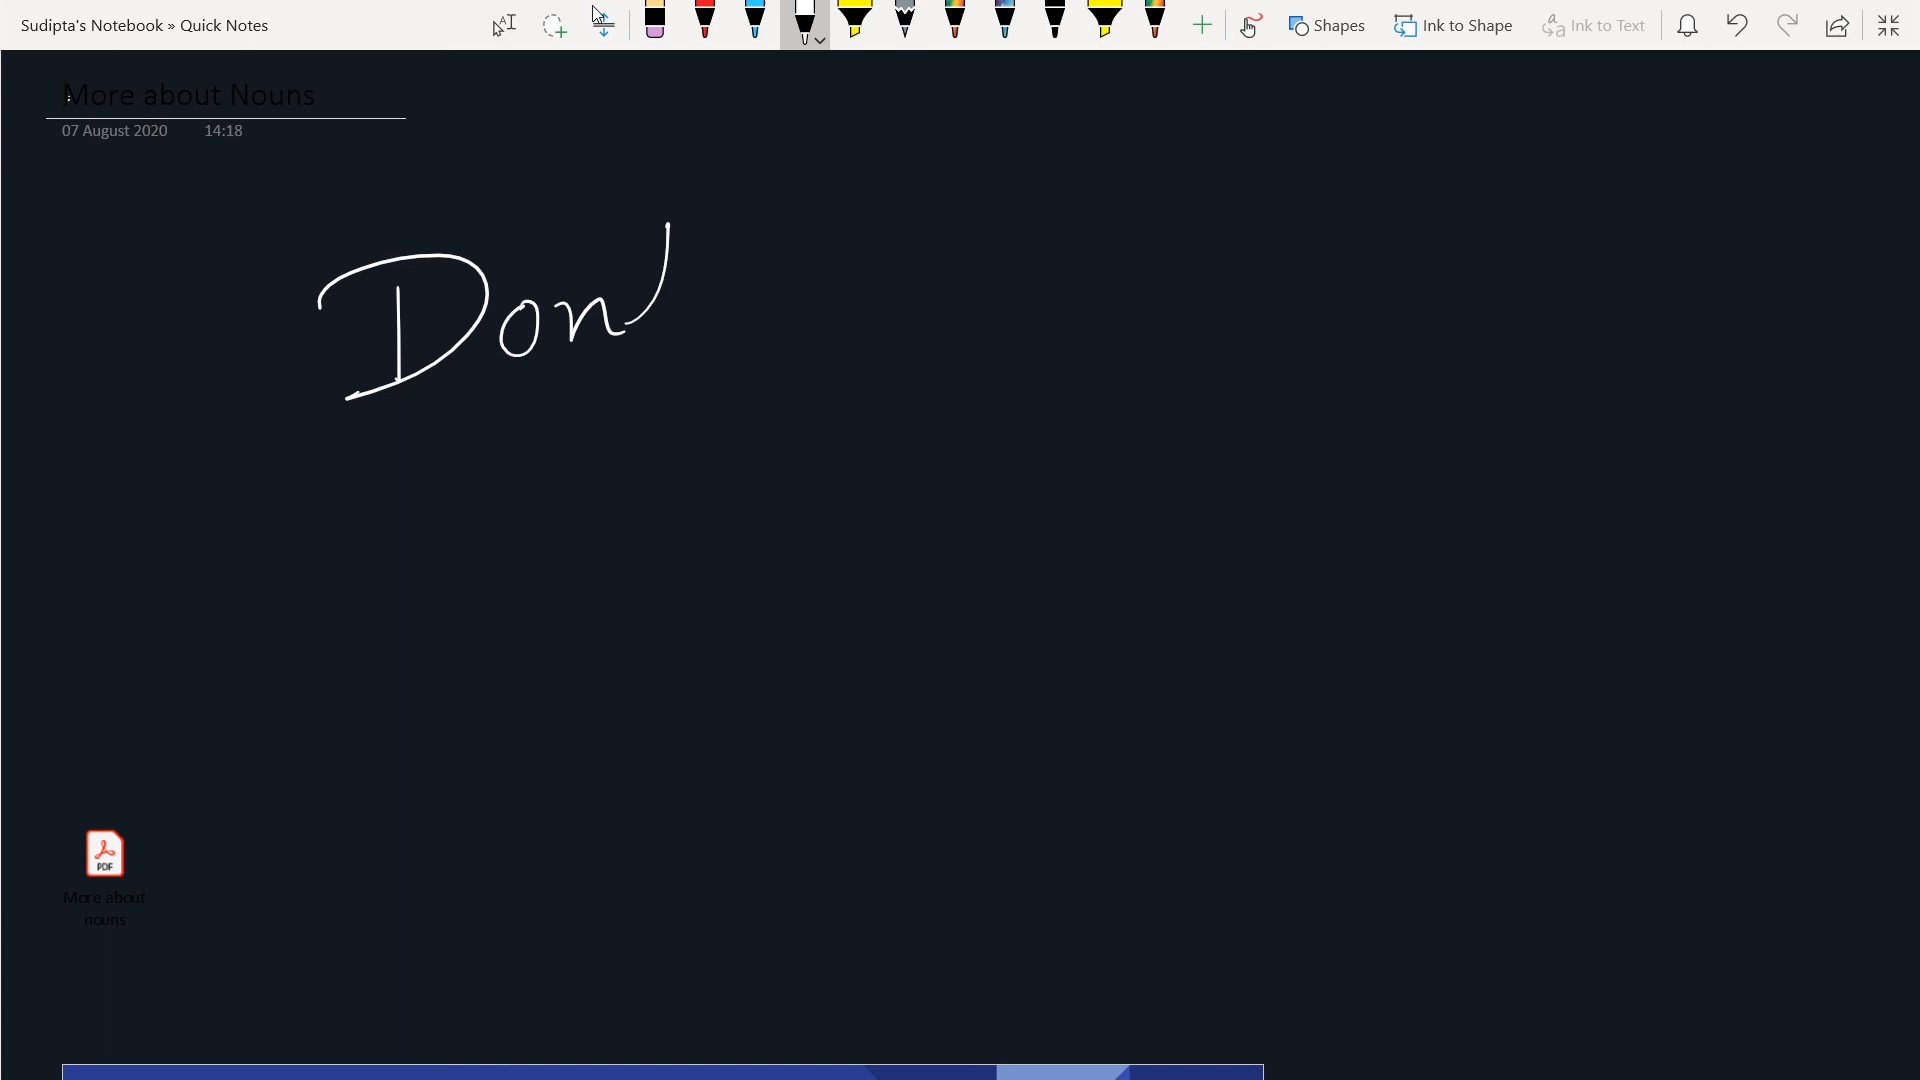 Sudipta's Notebook » Quick Notes
Shapes
Ink to Shape
Ink to Text
More about Nouns
07 August 2020 14:18
Don
PDF
More about
nouns